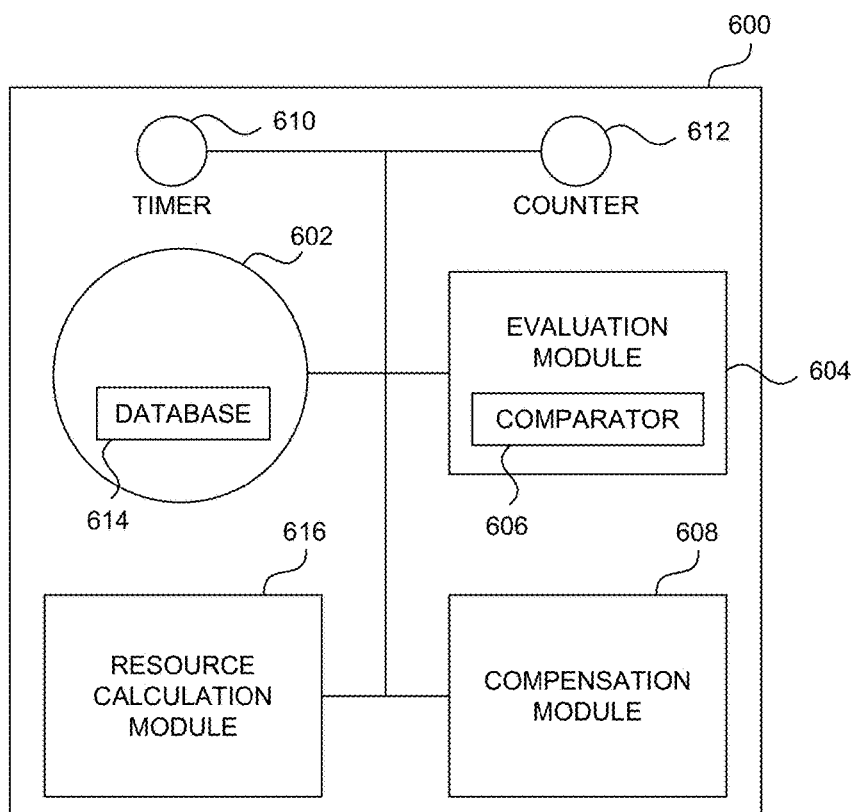 600
610
612
TIMER
COUNTER
602
EVALUATION
MODULE
604
DATABASE
COMPARATOR
614
606
616
608
RESOURCE
CALCULATION
MODULE
COMPENSATION
MODULE